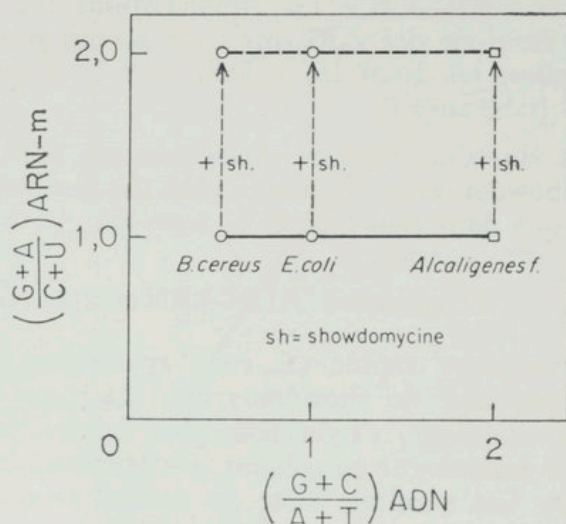 2,0
+ sh. + sh. + sh.
1,0
B.cereus E.coli Alcaligenes f.
sh= showdomycine
(G+A/C+U) ARN-m
0 1 2
(G+C/A+T) ADN